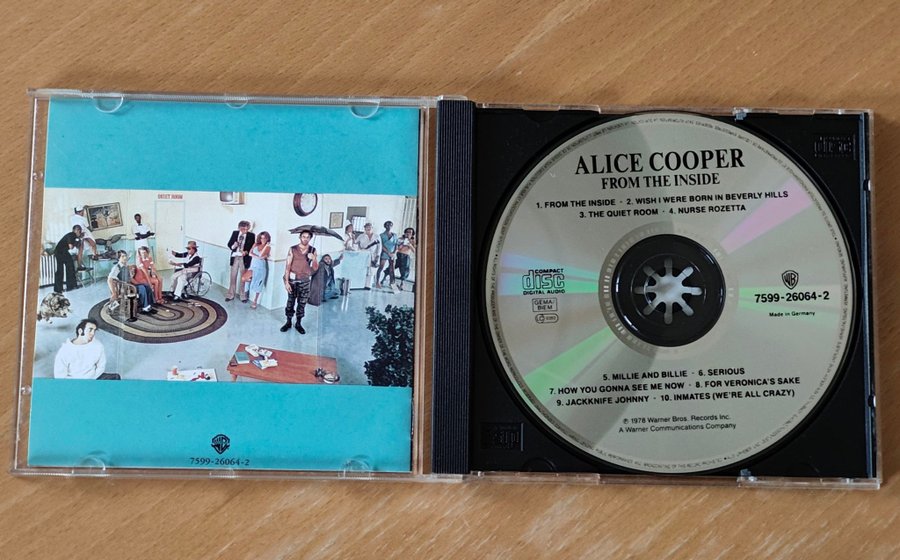 QUIET ROOM
7599-26064-2
ALICE COOPER
FROM THE INSIDE
1. FROM THE INSIDE · 2. WISH I WERE BORN IN BEVERLY HILLS
3. THE QUIET ROOM · 4. NURSE ROZETTA
COMPACT
disc
DIGITAL AUDIO
GEMA/
BIEM
7599-26064-2
Made in Germany
5. MILLIE AND BILLIE · 6. SERIOUS
7. HOW YOU GONNA SEE ME NOW · 8. FOR VERONICA'S SAKE
9. JACKKNIFE JOHNNY · 10. INMATES (WE'RE ALL CRAZY)
℗ 1978 Warner Bros. Records Inc.
A Warner Communications Company
disc